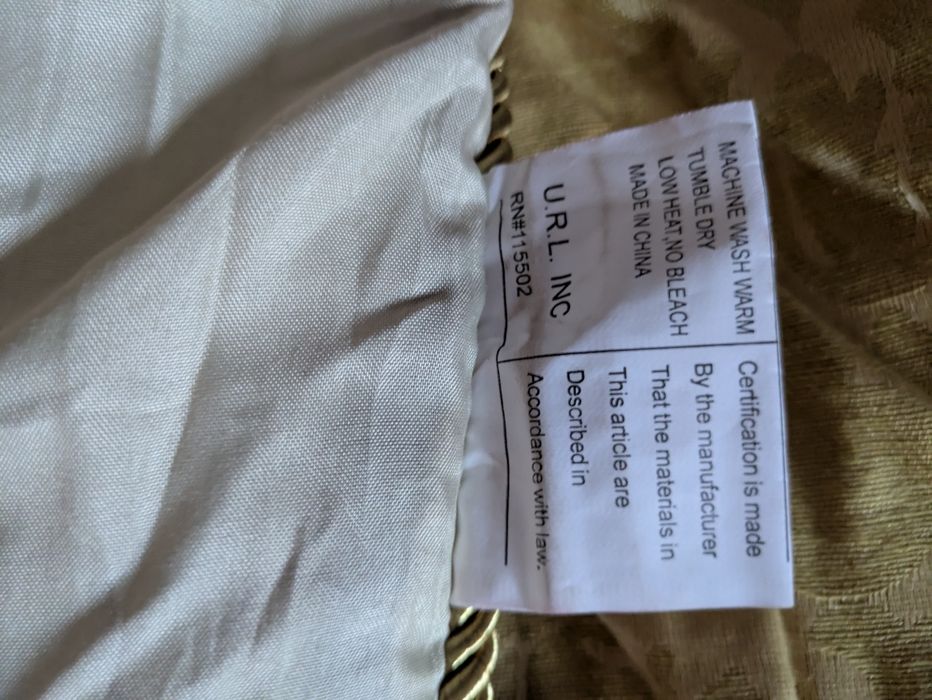 MACHINE WASH WARM
TUMBLE DRY
LOW HEAT,NO BLEACH
MADE IN CHINA
U.R.L. INC
RN#115502
Certification is made
By the manufacturer
That the materials in
This article are
Described in
Accordance with law.